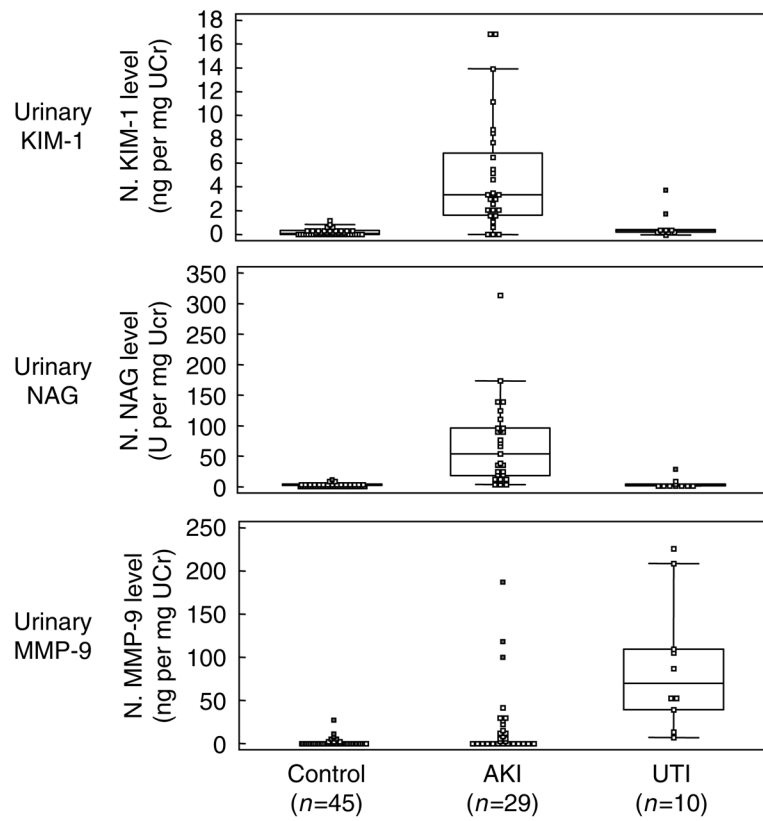 Urinary
KIM-1
N. KIM-1 level
(ng per mg UCr)
18
16
14
12
10
8
6
4
2
0
Urinary
NAG
N. NAG level
(U per mg Ucr)
350
300
250
200
150
100
50
0
Urinary
MMP-9
N. MMP-9 level
(ng per mg UCr)
250
200
150
100
50
0
Control
(n=45)
AKI
(n=29)
UTI
(n=10)